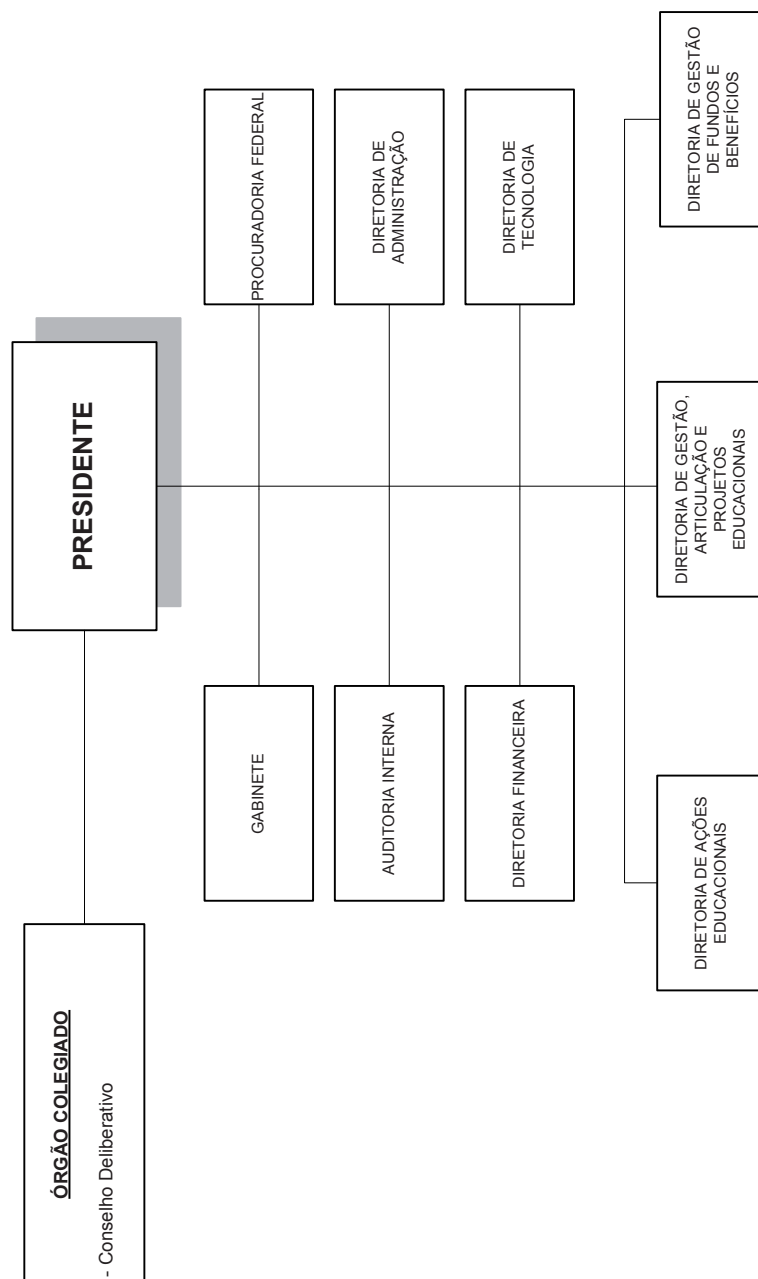 ÓRGÃO COLEGIADO
- Conselho Deliberativo
PRESIDENTE
GABINETE
PROCURADORIA FEDERAL
AUDITORIA INTERNA
DIRETORIA DE
ADMINISTRAÇÃO
DIRETORIA FINANCEIRA
DIRETORIA DE
TECNOLOGIA
DIRETORIA DE AÇÕES
EDUCACIONAIS
DIRETORIA DE GESTÃO,
ARTICULAÇÃO E
PROJETOS
EDUCACIONAIS
DIRETORIA DE GESTÃO
DE FUNDOS E
BENEFÍCIOS